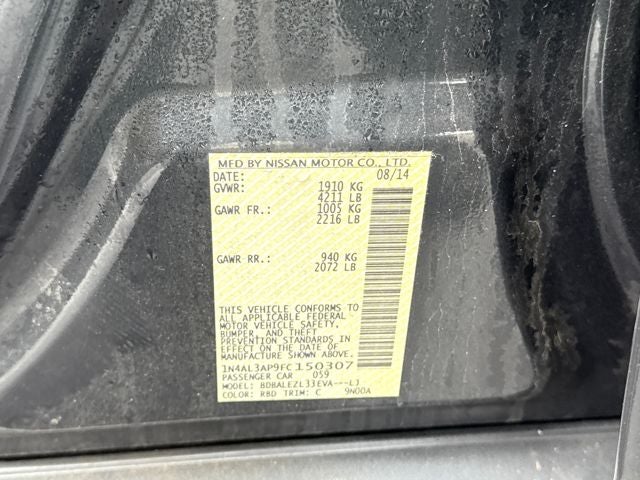 MFD BY NISSAN MOTOR CO., LTD.
DATE: 08/14
GVWR: 1910 KG
4211 LB
GAWR FR.: 1005 KG
2216 LB
GAWR RR.: 940 KG
2072 LB
THIS VEHICLE CONFORMS TO
ALL APPLICABLE FEDERAL
MOTOR VEHICLE SAFETY,
BUMPER, AND THEFT
PREVENTION STANDARDS IN
EFFECT ON THE DATE OF
MANUFACTURE SHOWN ABOVE.
1N4AL3AP9FC150307
PASSENGER CAR 059
MODEL: BDBALEZL33EVA---LJ
COLOR: RBD TRIM: C 9N00A